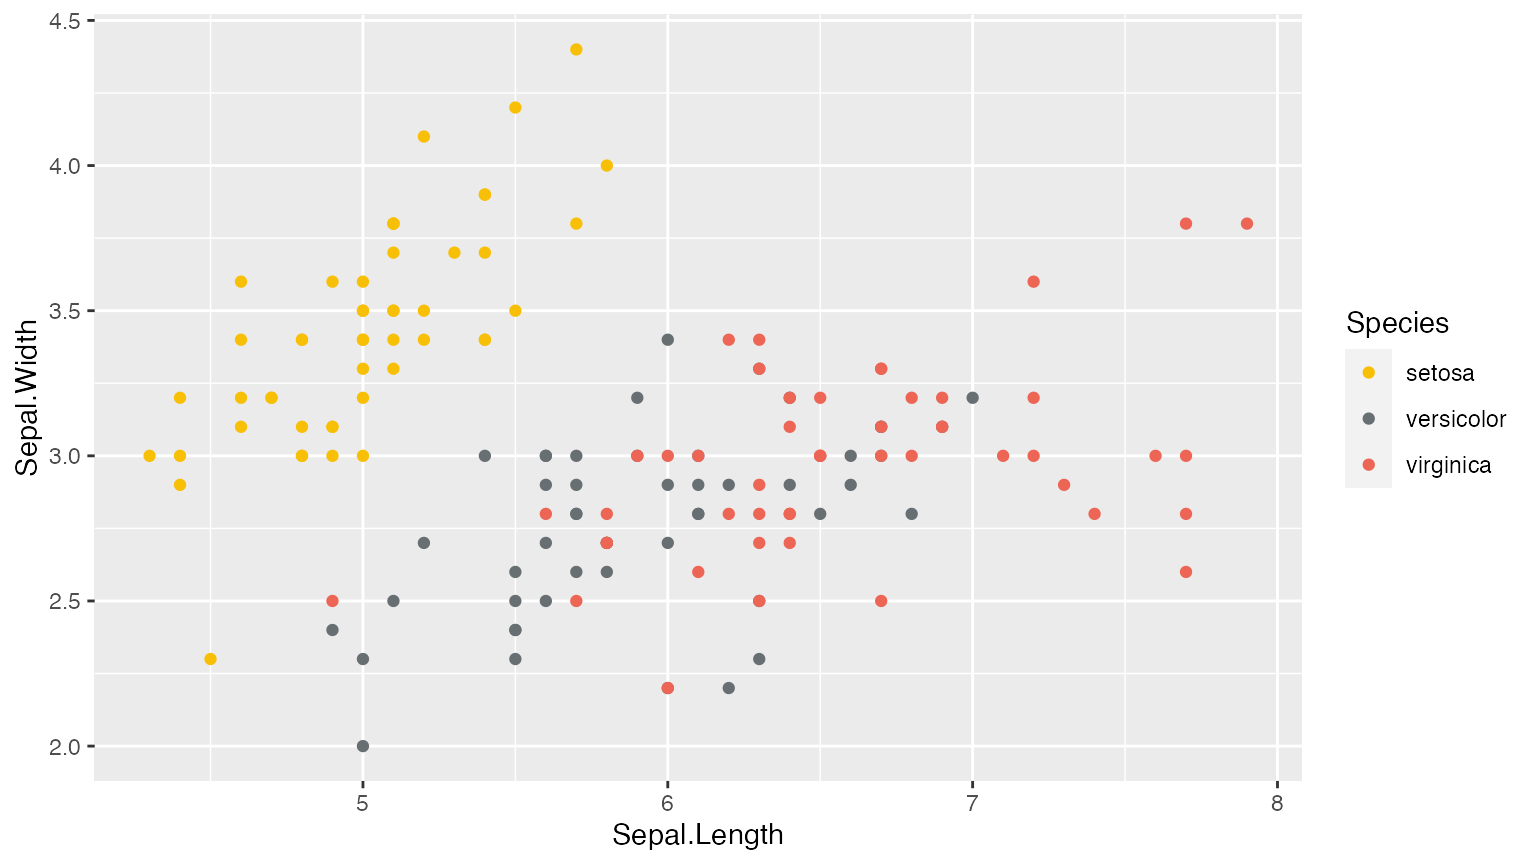 4.5
4.0
3.5
3.0
2.5
2.0
Sepal.Width
5 6 7 8
Sepal.Length
Species
setosa
versicolor
virginica